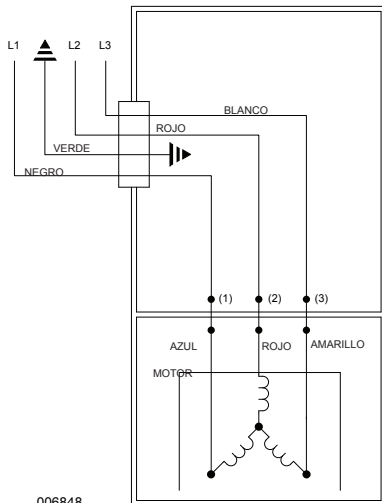 L1 L2 L3
BLANCO
ROJO
VERDE
NEGRO
(1) (2) (3)
AZUL ROJO AMARILLO
MOTOR
006848